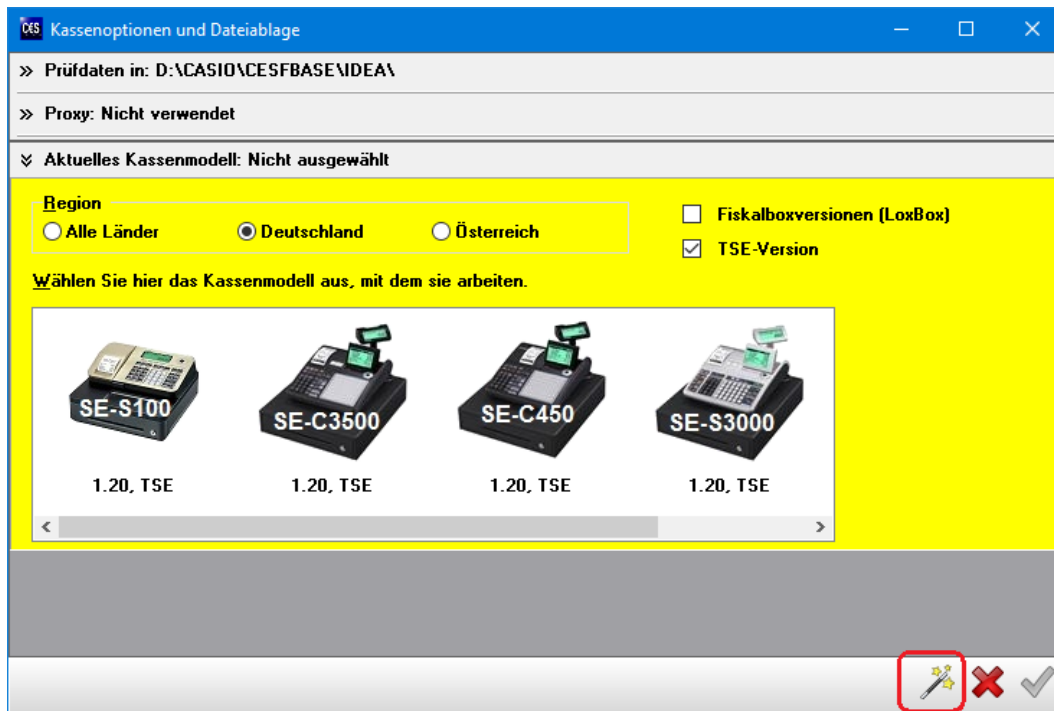 CES Kassenoptionen und Dateiablage
» Prüfdaten in: D:\CASIO\CESFBASE\IDEA\
» Proxy: Nicht verwendet
Aktuelles Kassenmodell: Nicht ausgewählt
Region
Alle Länder Deutschland Österreich
Fiskalboxversionen (LoxBox)
TSE-Version
Wählen Sie hier das Kassenmodell aus, mit dem sie arbeiten.
SE-S100 SE-C3500 SE-C450 SE-S3000
1.20, TSE 1.20, TSE 1.20, TSE 1.20, TSE